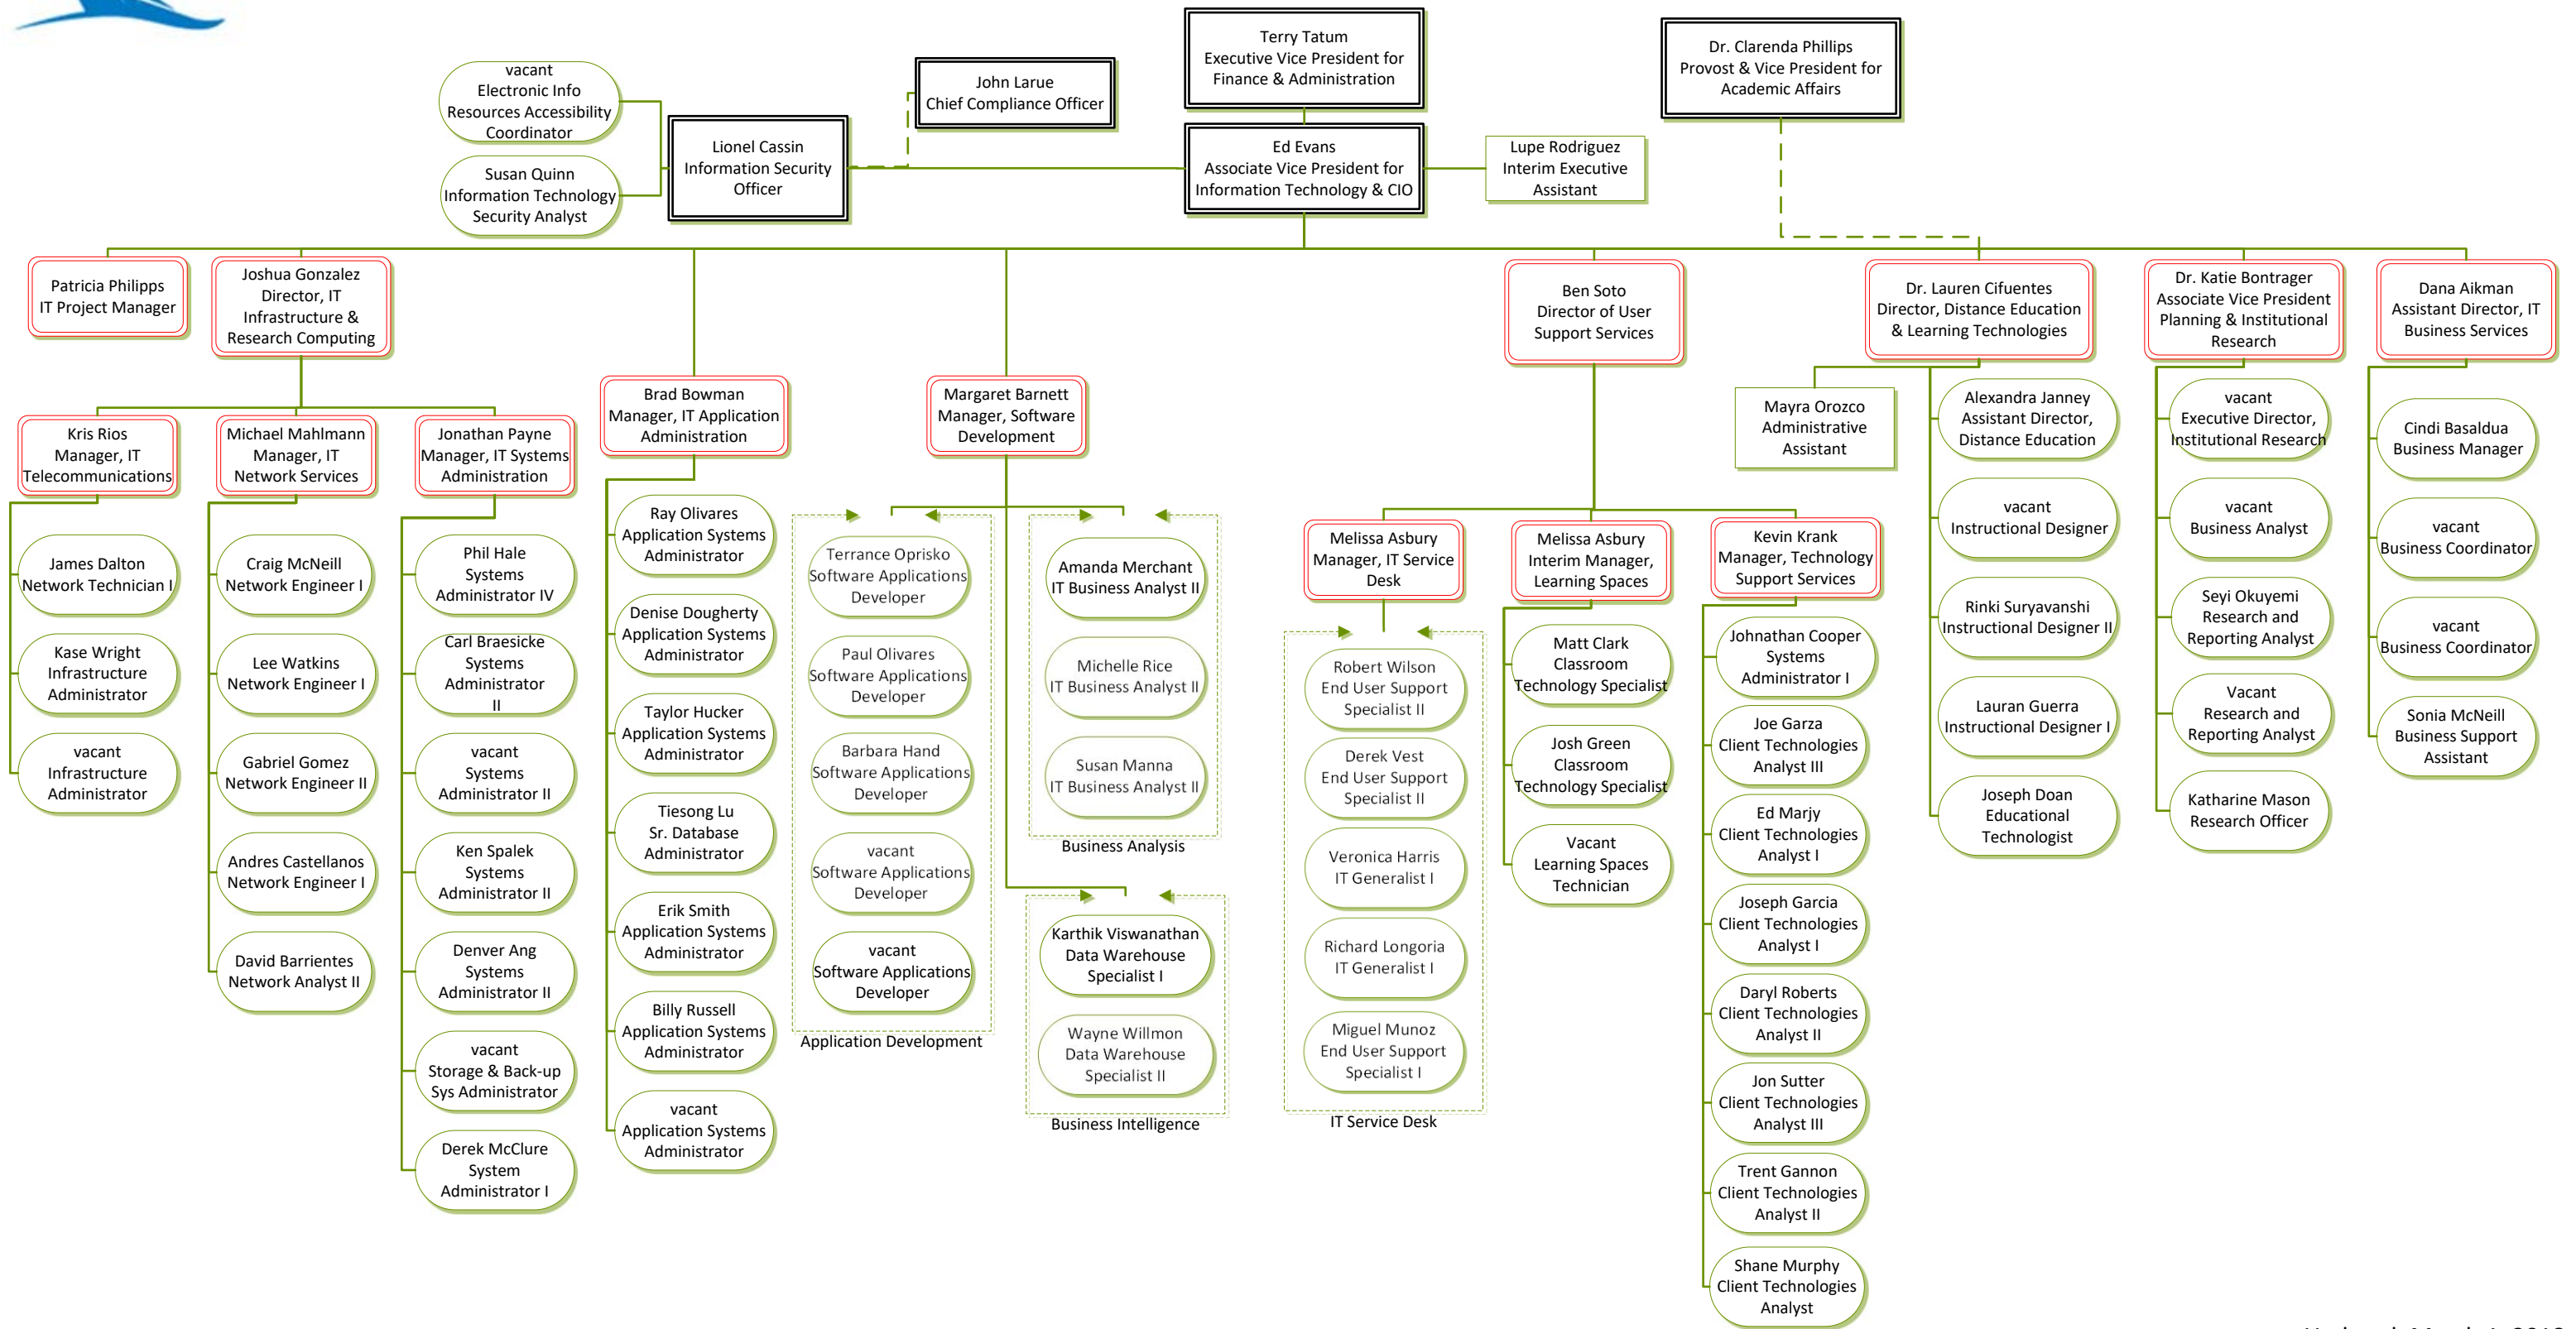 Terry Tatum
Executive Vice President for
Finance & Administration
Dr. Clarenda Phillips
Provost & Vice President for
Academic Affairs
John Larue
Chief Compliance Officer
vacant
Electronic Info
Resources Accessibility
Coordinator
Lionel Cassin
Information Security
Officer
Susan Quinn
Information Technology
Security Analyst
Ed Evans
Associate Vice President for
Information Technology & CIO
Lupe Rodriguez
Interim Executive
Assistant
Patricia Philipps
IT Project Manager
Joshua Gonzalez
Director, IT
Infrastructure &
Research Computing
Brad Bowman
Manager, IT Application
Administration
Margaret Barnett
Manager, Software
Development
Ben Soto
Director of User
Support Services
Dr. Lauren Cifuentes
Director, Distance Education
& Learning Technologies
Dr. Katie Bontrager
Associate Vice President
Planning & Institutional
Research
Dana Aikman
Assistant Director, IT
Business Services
Kris Rios
Manager, IT
Telecommunications
James Dalton
Network Technician I
Kase Wright
Infrastructure
Administrator
vacant
Infrastructure
Administrator
Michael Mahlmann
Manager, IT
Network Services
Craig McNeill
Network Engineer I
Lee Watkins
Network Engineer I
Gabriel Gomez
Network Engineer II
Andres Castellanos
Network Engineer I
David Barrientes
Network Analyst II
Jonathan Payne
Manager, IT Systems
Administration
Phil Hale
Systems
Administrator IV
Carl Braesicke
Systems
Administrator
II
vacant
Systems
Administrator II
Ken Spalek
Systems
Administrator II
Denver Ang
Systems
Administrator II
vacant
Storage & Back-up
Sys Administrator
Derek McClure
System
Administrator I
Ray Olivares
Application Systems
Administrator
Denise Dougherty
Application Systems
Administrator
Taylor Hucker
Application Systems
Administrator
Tiesong Lu
Sr. Database
Administrator
Erik Smith
Application Systems
Administrator
Billy Russell
Application Systems
Administrator
vacant
Application Systems
Administrator
Terrance Oprisko
Software Applications
Developer
Paul Olivares
Software Applications
Developer
Barbara Hand
Software Applications
Developer
vacant
Software Applications
Developer
vacant
Software Applications
Developer
Application Development
Amanda Merchant
IT Business Analyst II
Michelle Rice
IT Business Analyst II
Susan Manna
IT Business Analyst II
Business Analysis
Karthik Viswanathan
Data Warehouse
Specialist I
Wayne Willmon
Data Warehouse
Specialist II
Business Intelligence
Melissa Asbury
Manager, IT Service
Desk
Robert Wilson
End User Support
Specialist II
Derek Vest
End User Support
Specialist II
Veronica Harris
IT Generalist I
Richard Longoria
IT Generalist I
Miguel Munoz
End User Support
Specialist I
IT Service Desk
Melissa Asbury
Interim Manager,
Learning Spaces
Matt Clark
Classroom
Technology Specialist
Josh Green
Classroom
Technology Specialist
Vacant
Learning Spaces
Technician
Kevin Krank
Manager, Technology
Support Services
Johnathan Cooper
Systems
Administrator I
Joe Garza
Client Technologies
Analyst III
Ed Marjy
Client Technologies
Analyst I
Joseph Garcia
Client Technologies
Analyst I
Daryl Roberts
Client Technologies
Analyst II
Jon Sutter
Client Technologies
Analyst III
Trent Gannon
Client Technologies
Analyst II
Shane Murphy
Client Technologies
Analyst
Mayra Orozco
Administrative
Assistant
Alexandra Janney
Assistant Director,
Distance Education
vacant
Instructional Designer
Rinki Suryavanshi
Instructional Designer II
Lauran Guerra
Instructional Designer I
Joseph Doan
Educational
Technologist
vacant
Executive Director,
Institutional Research
vacant
Business Analyst
Seyi Okuyemi
Research and
Reporting Analyst
Vacant
Research and
Reporting Analyst
Katharine Mason
Research Officer
Cindi Basaldua
Business Manager
vacant
Business Coordinator
vacant
Business Coordinator
Sonia McNeill
Business Support
Assistant